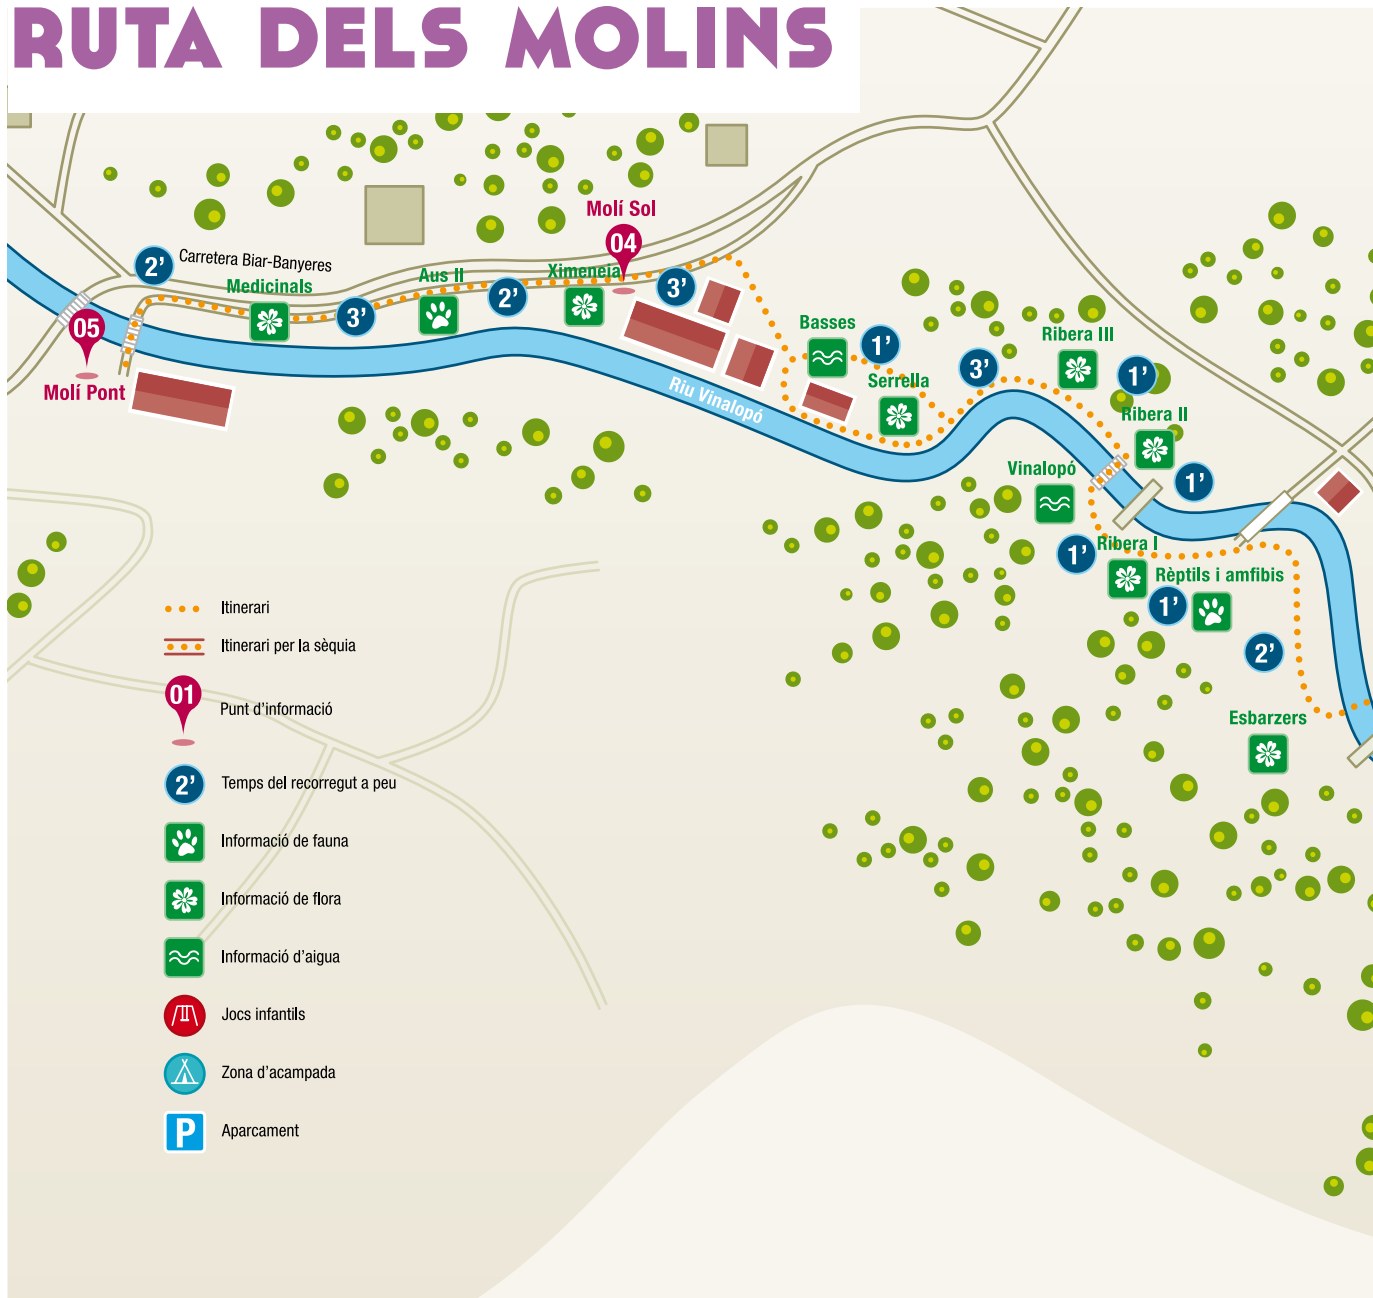 RUTA DELS MOLINS
Molí Sol
04
2’
Carretera Biar-Banyeres
Medicinals
3’
Aus II
2’
Ximeneia
3’
05
Molí Pont
Riu Vinalopó
Basses
1’
Serrella
3’
Ribera III
1’
Ribera II
1’
Vinalopó
1’
Ribera I
1’
Rèptils i amfibis
2’
Esbarzers
Itinerari
Itinerari per la sèquia
01
Punt d’informació
2’
Temps del recorregut a peu
Informació de fauna
Informació de flora
Informació d’aigua
Jocs infantils
Zona d’acampada
P
Aparcament